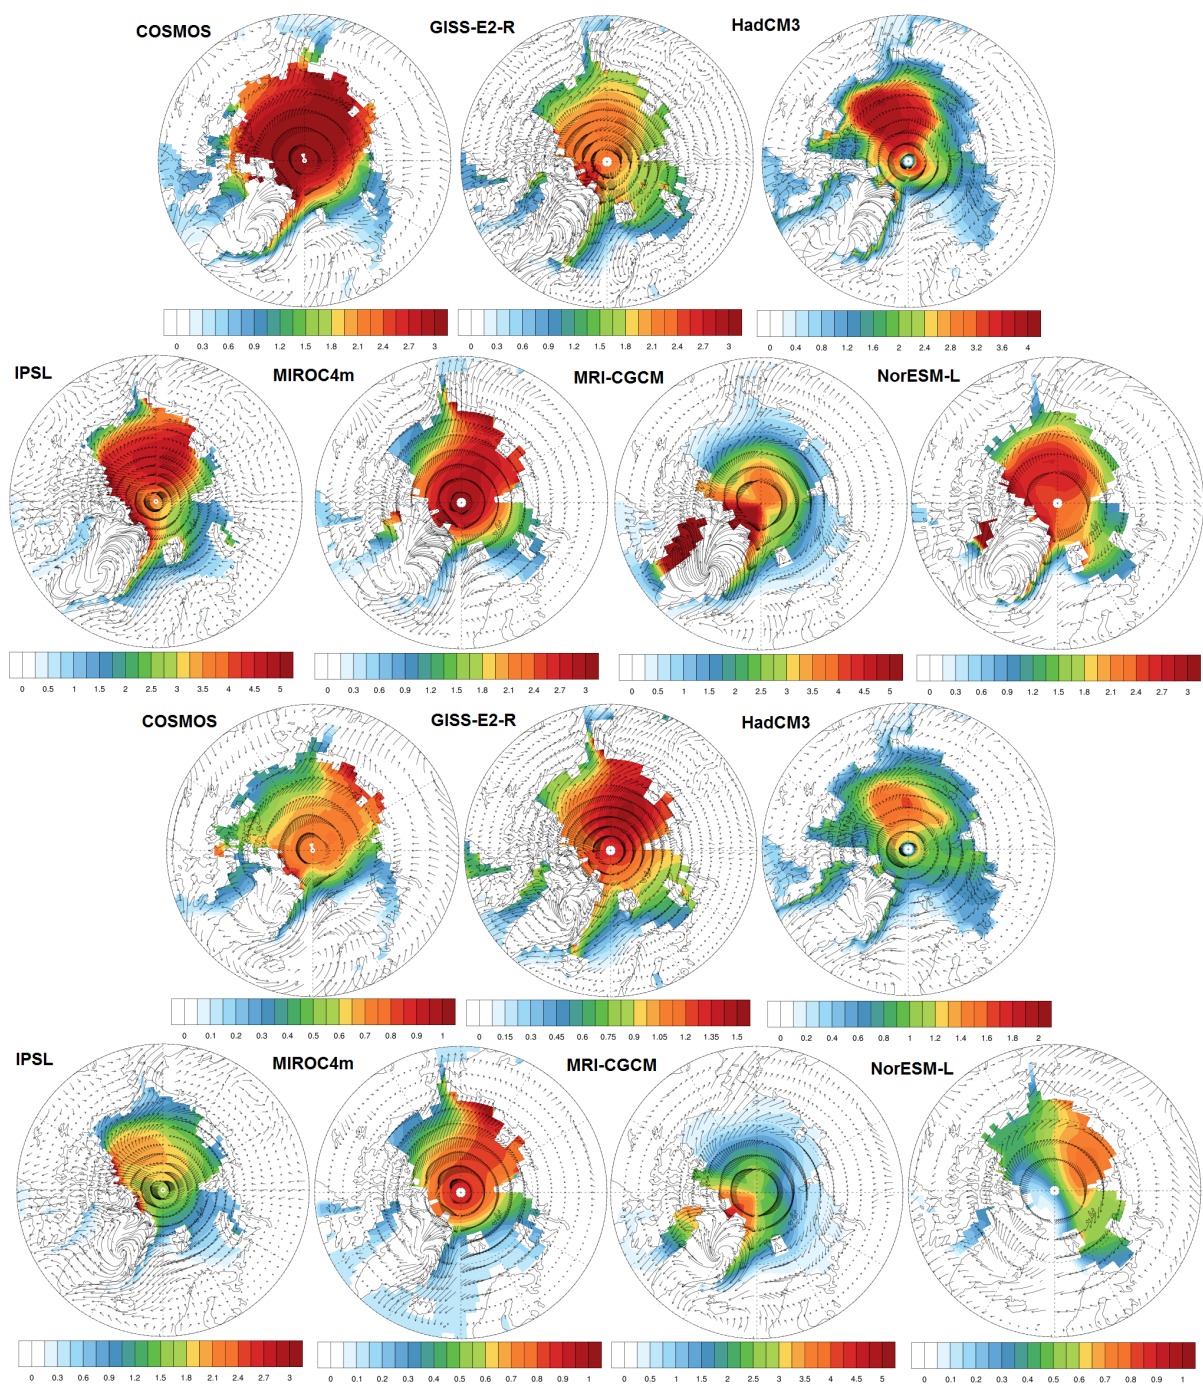 COSMOS GISS-E2-R HadCM3
0 0.3 0.6 0.9 1.2 1.5 1.8 2.1 2.4 2.7 3 0 0.3 0.6 0.9 1.2 1.5 1.8 2.1 2.4 2.7 3 0 0.4 0.8 1.2 1.6 2 2.4 2.8 3.2 3.6 4
IPSL MIROC4m MRI-CGCM NorESM-L
0 0.5 1 1.5 2 2.5 3 3.5 4 4.5 5 0 0.3 0.6 0.9 1.2 1.5 1.8 2.1 2.4 2.7 3 0 0.5 1 1.5 2 2.5 3 3.5 4 4.5 5 0 0.3 0.6 0.9 1.2 1.5 1.8 2.1 2.4 2.7 3
COSMOS GISS-E2-R HadCM3
0 0.1 0.2 0.3 0.4 0.5 0.6 0.7 0.8 0.9 1 0 0.15 0.3 0.45 0.6 0.75 0.9 1.05 1.2 1.35 1.5 0 0.2 0.4 0.6 0.8 1 1.2 1.4 1.6 1.8 2
IPSL MIROC4m MRI-CGCM NorESM-L
0 0.3 0.6 0.9 1.2 1.5 1.8 2.1 2.4 2.7 3 0 0.1 0.2 0.3 0.4 0.5 0.6 0.7 0.8 0.9 1 0 0.5 1 1.5 2 2.5 3 3.5 4 4.5 5 0 0.1 0.2 0.3 0.4 0.5 0.6 0.7 0.8 0.9 1